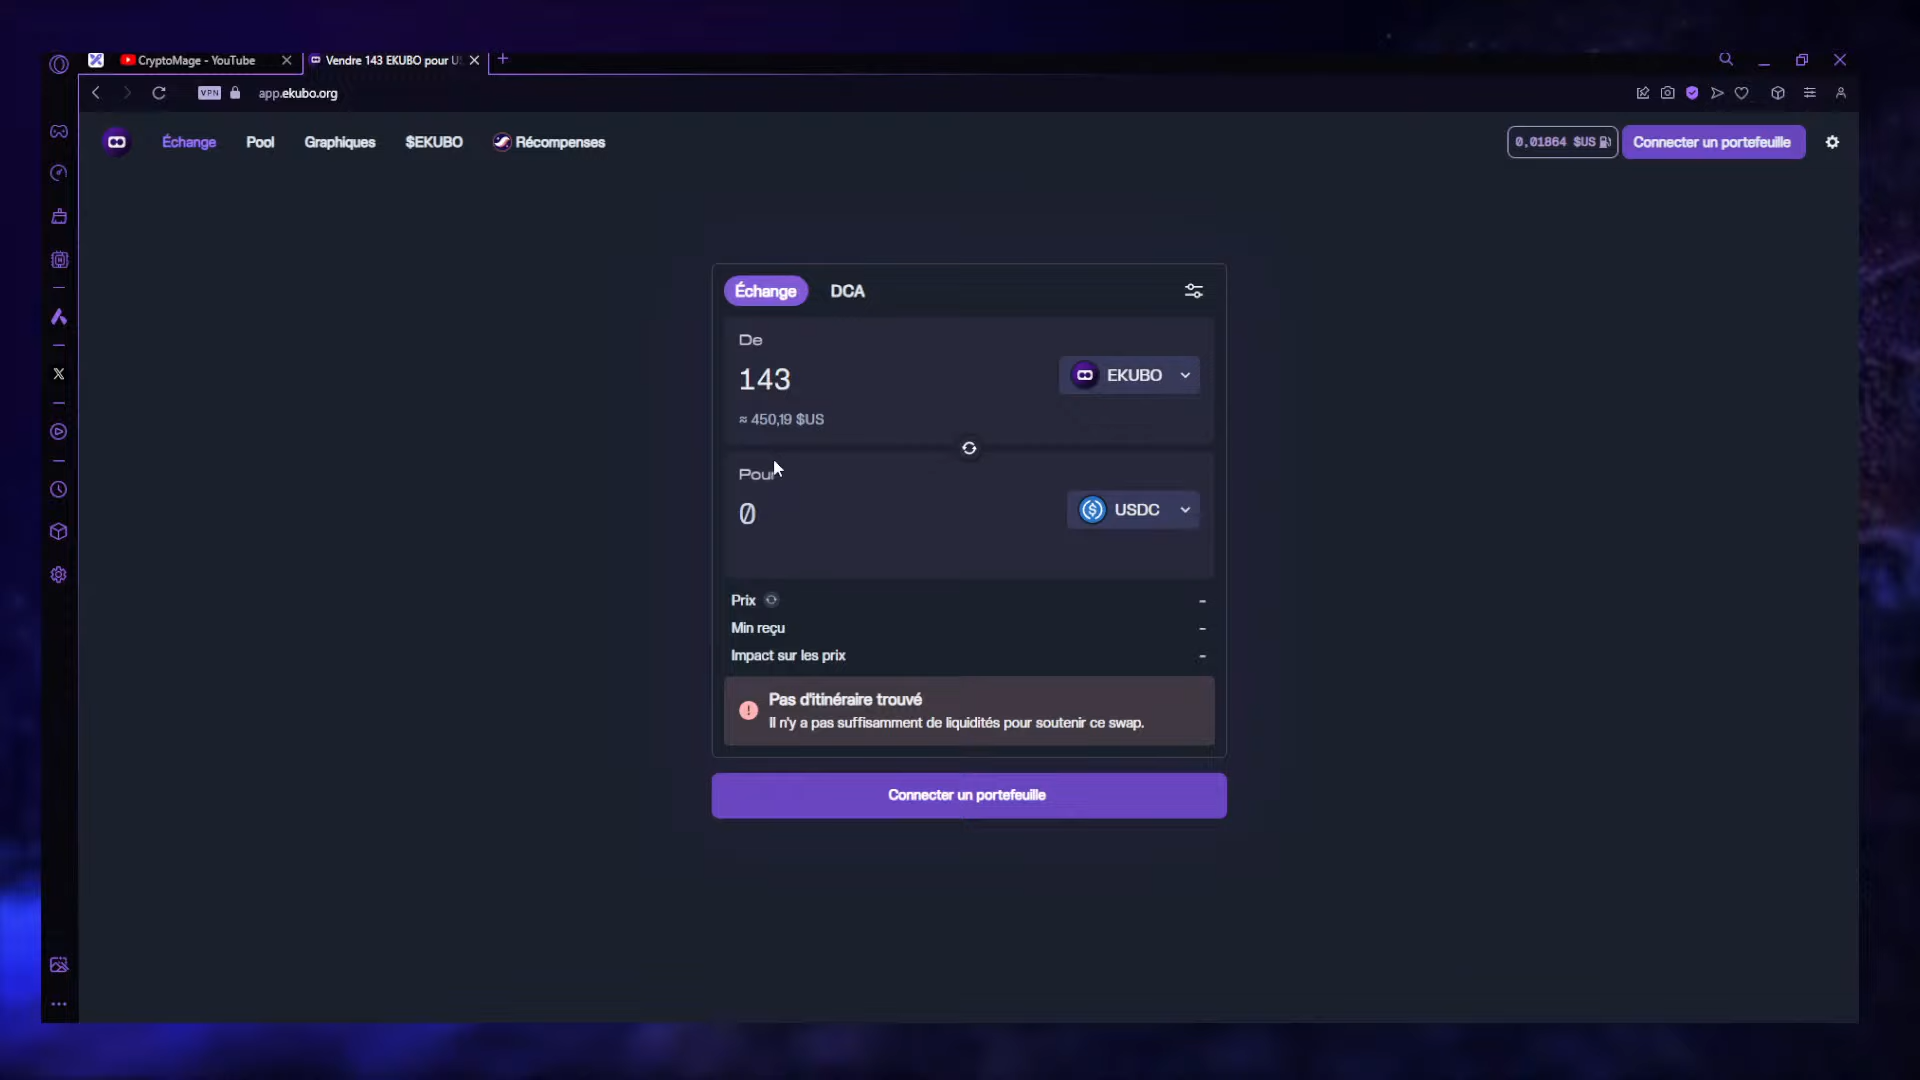 CryptoMage - YouTube
Vendre 143 EKUBO pour U
VPN
app.ekubo.org
Échange
Pool
Graphiques
$EKUBO
Récompenses
0,01864 $US
Connecter un portefeuille
Échange
DCA
De
143
EKUBO
≈ 450,19 $US
Pour
0
USDC
Prix
-
Min reçu
-
Impact sur les prix
-
Pas d'itinéraire trouvé
Il n'y a pas suffisamment de liquidités pour soutenir ce swap.
Connecter un portefeuille